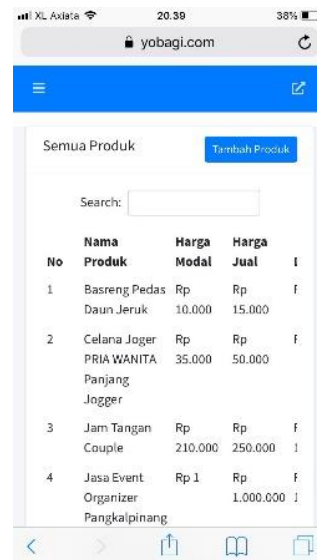 XL Axiata 20.39 38%
yobagi.com
Semua Produk Tambah Produk
Search:
No Nama Produk Harga Modal Harga Jual
1 Basreng Pedas Daun Jeruk Rp 10.000 Rp 15.000
2 Celana Joger PRIA WANITA Panjang Jogger Rp 35.000 Rp 50.000
3 Jam Tangan Couple Rp 210.000 Rp 250.000
4 Jasa Event Organizer Pangkalpinang Rp 1 Rp 1.000.000